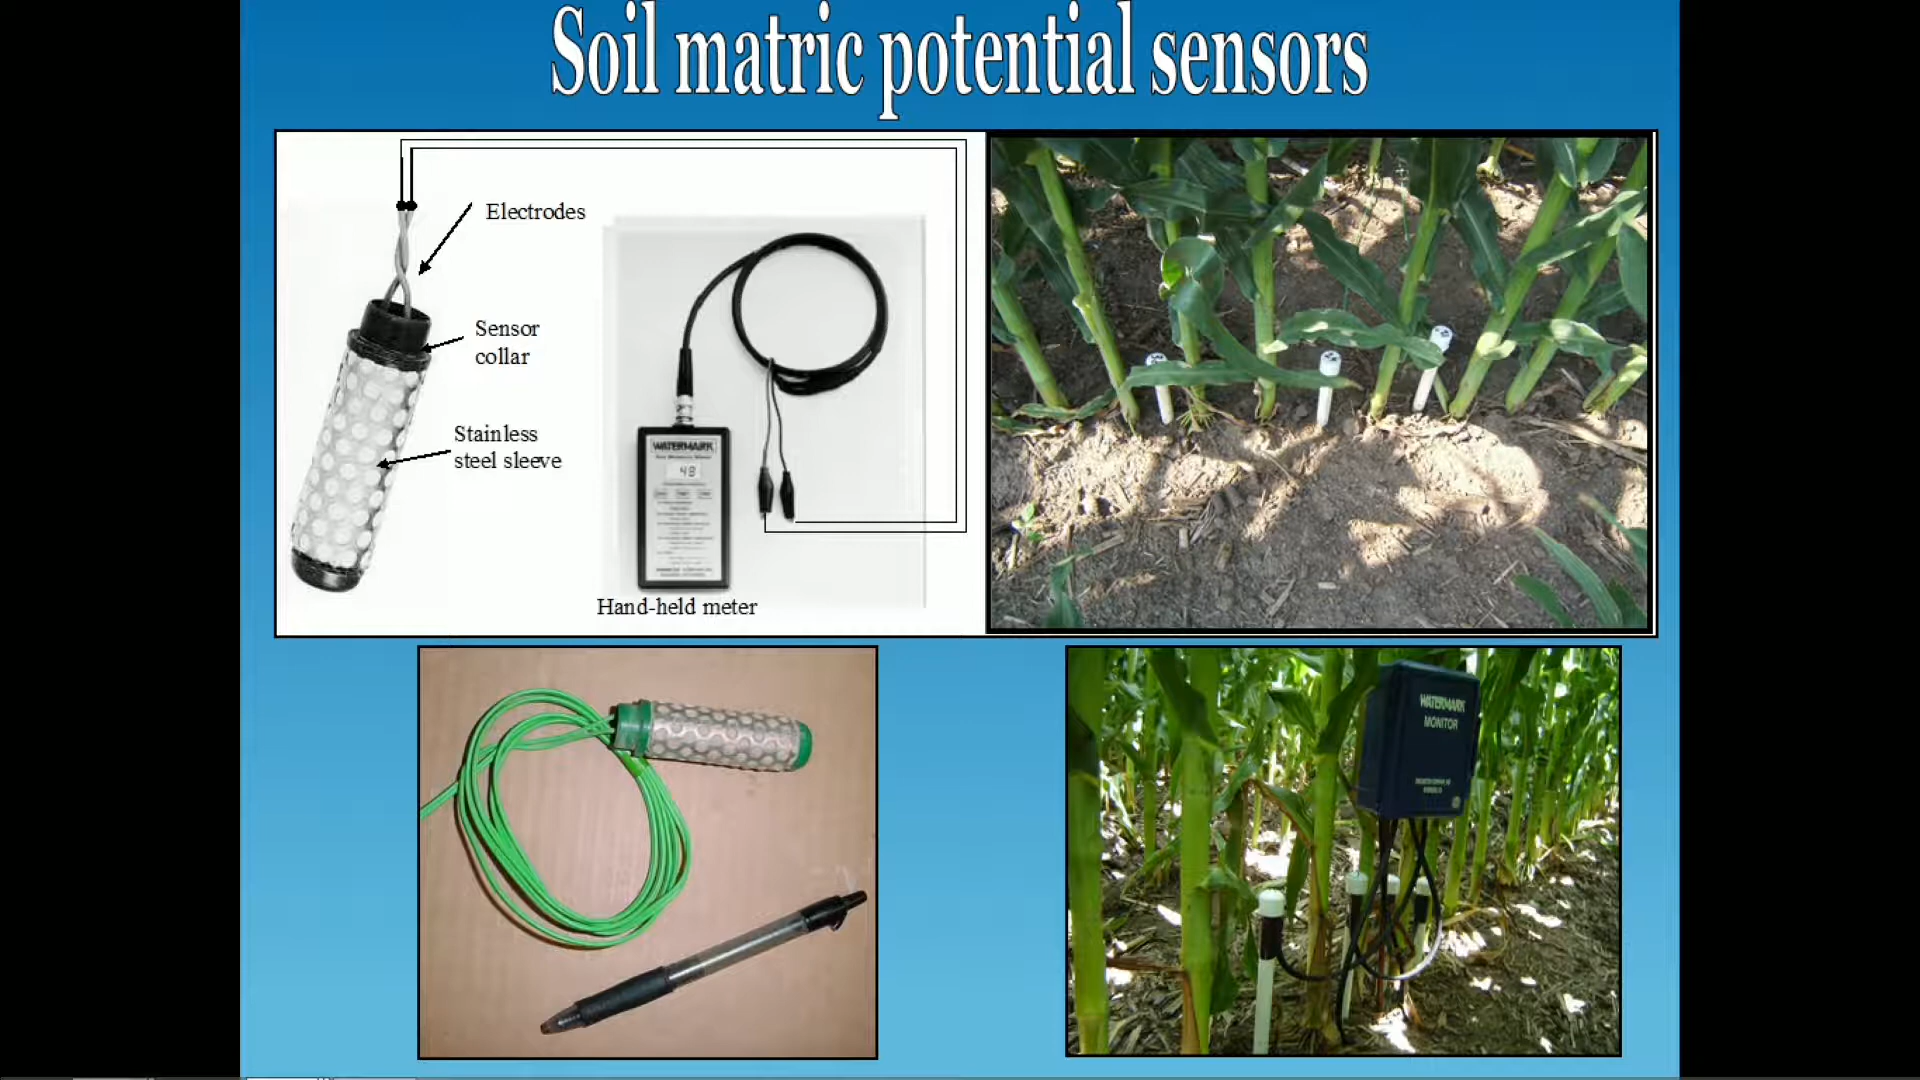 Soil matric potential sensors
Electrodes
Sensor
collar
Stainless
steel sleeve
WATERMARK
48
Hand-held meter
WATERMARK
MONITOR